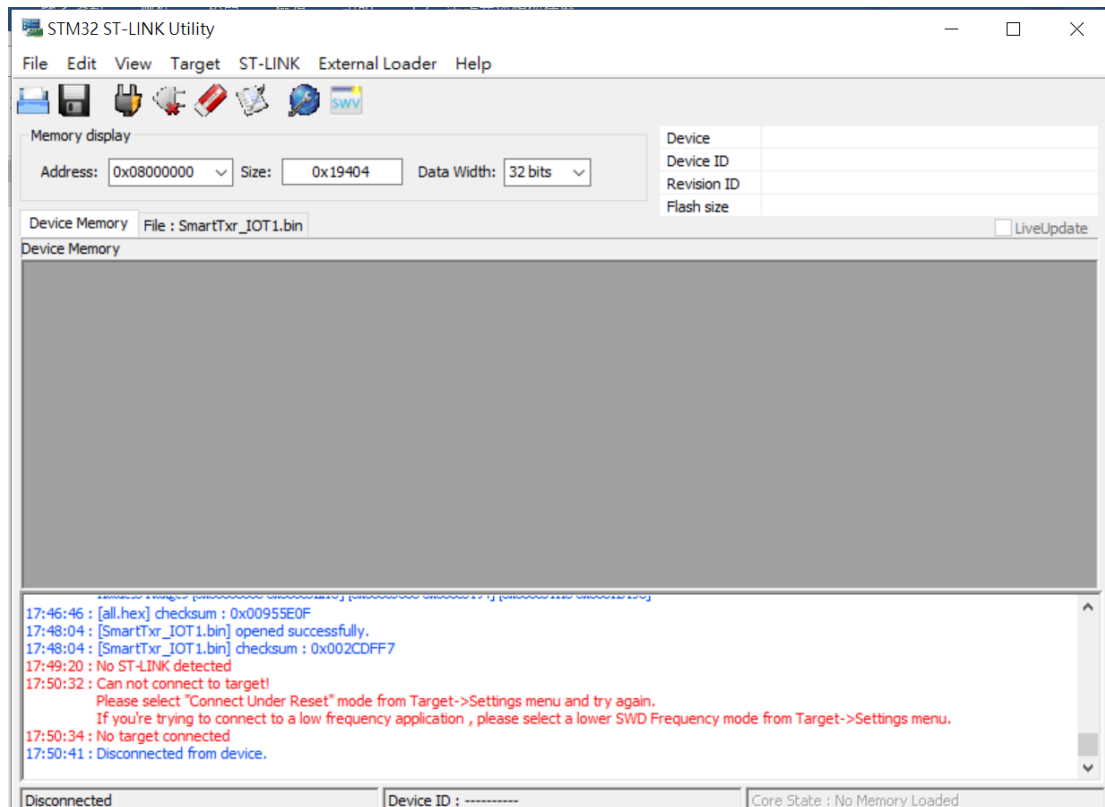 STM32 ST-LINK Utility
File Edit View Target ST-LINK External Loader Help
SWV
Memory display
Address: 0x08000000 Size: 0x19404 Data Width: 32 bits
Device
Device ID
Revision ID
Flash size
Device Memory File : SmartTxr_IOT1.bin
LiveUpdate
Device Memory
17:46:46 : [all.hex] checksum : 0x00955E0F
17:48:04 : [SmartTxr_IOT1.bin] opened successfully.
17:48:04 : [SmartTxr_IOT1.bin] checksum : 0x002CDFF7
17:49:20 : No ST-LINK detected
17:50:32 : Can not connect to target!
Please select "Connect Under Reset" mode from Target->Settings menu and try again.
If you're trying to connect to a low frequency application , please select a lower SWD Frequency mode from Target->Settings menu.
17:50:34 : No target connected
17:50:41 : Disconnected from device.
Disconnected
Device ID : ----------
Core State : No Memory Loaded